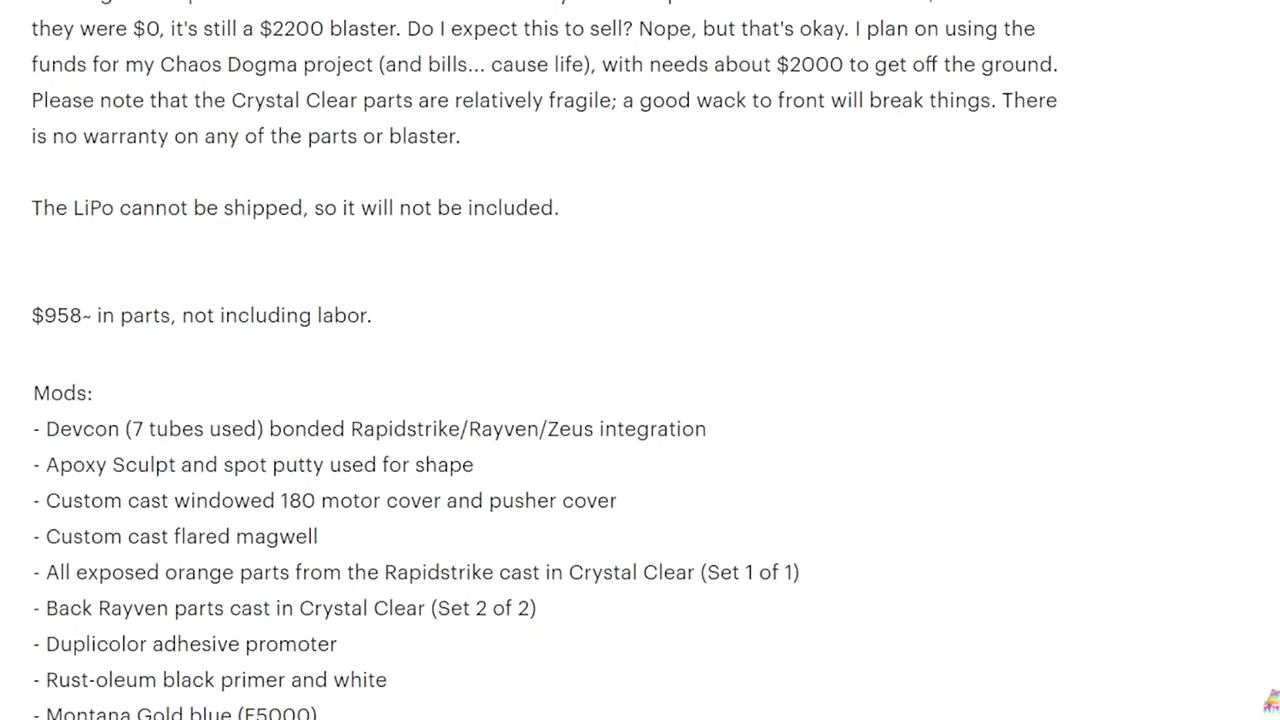 they were $0, it's still a $2200 blaster. Do I expect this to sell? Nope, but that's okay. I plan on using the
funds for my Chaos Dogma project (and bills... cause life), with needs about $2000 to get off the ground.
Please note that the Crystal Clear parts are relatively fragile; a good wack to front will break things. There
is no warranty on any of the parts or blaster.
The LiPo cannot be shipped, so it will not be included.
$958~ in parts, not including labor.
Mods:
- Devcon (7 tubes used) bonded Rapidstrike/Rayven/Zeus integration
- Apoxy Sculpt and spot putty used for shape
- Custom cast windowed 180 motor cover and pusher cover
- Custom cast flared magwell
- All exposed orange parts from the Rapidstrike cast in Crystal Clear (Set 1 of 1)
- Back Rayven parts cast in Crystal Clear (Set 2 of 2)
- Duplicolor adhesive promoter
- Rust-oleum black primer and white
- Montana Gold blue (F5000)